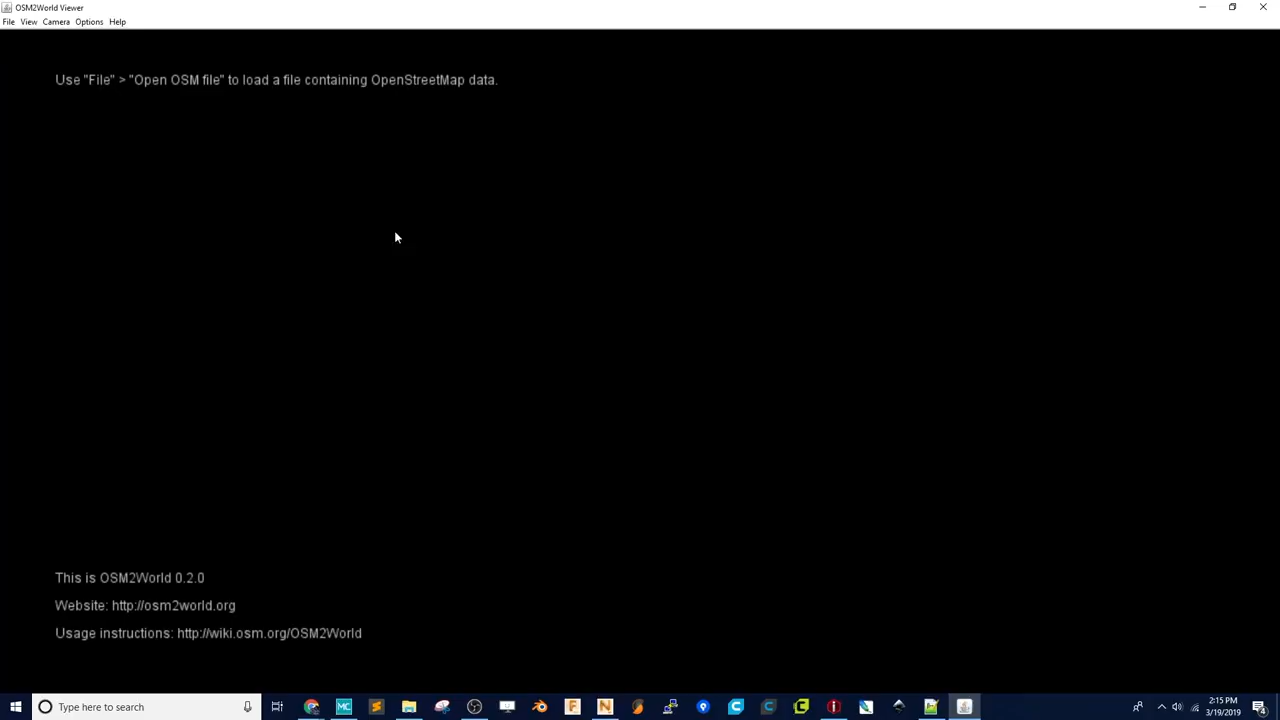 OSM2World Viewer
File View Camera Options Help
Use "File" > "Open OSM file" to load a file containing OpenStreetMap data.
This is OSM2World 0.2.0
Website: http://osm2world.org
Usage instructions: http://wiki.osm.org/OSM2World
Type here to search
MC
F
N
2:15 PM
3/19/2019